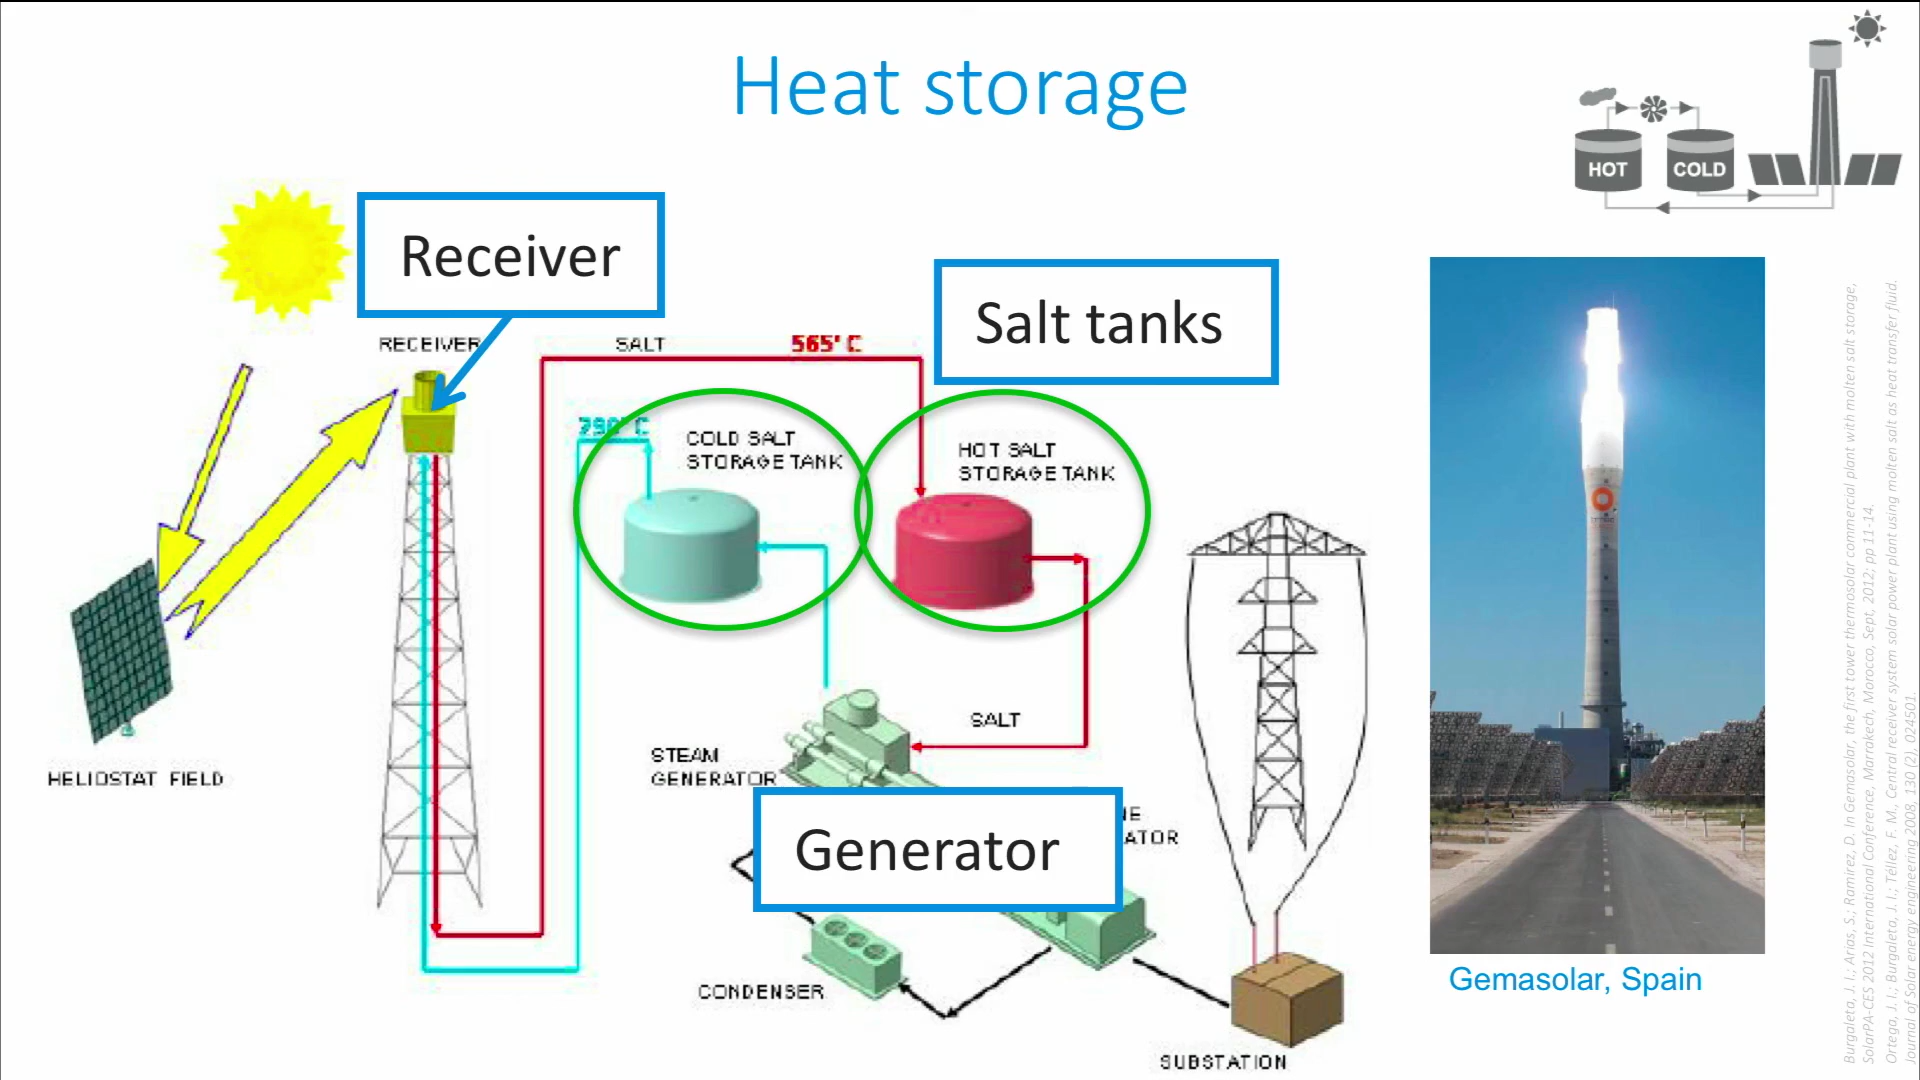 Heat storage
HOT
COLD
Receiver
Salt tanks
RECEIVER
SALT
565° C
290° C
COLD SALT
STORAGE TANK
HOT SALT
STORAGE TANK
HELIOSTAT FIELD
SALT
STEAM
GENERATOR
Generator
CONDENSER
SUBSTATION
Gemasolar, Spain
Burgaleta, J. I.; Arias, S.; Ramirez, D. In Gemasolar, the first tower thermosolar commercial plant with molten salt storage,
SolarPA-CES 2012 International Conference, Marrakech, Morocco, Sept, 2012; pp 11-14.
Ortega, J. I.; Burgaleta, J. I.; Téllez, F. M., Central receiver system solar power plant using molten salt as heat transfer fluid.
Journal of Solar energy engineering 2008, 130 (2), 024501.